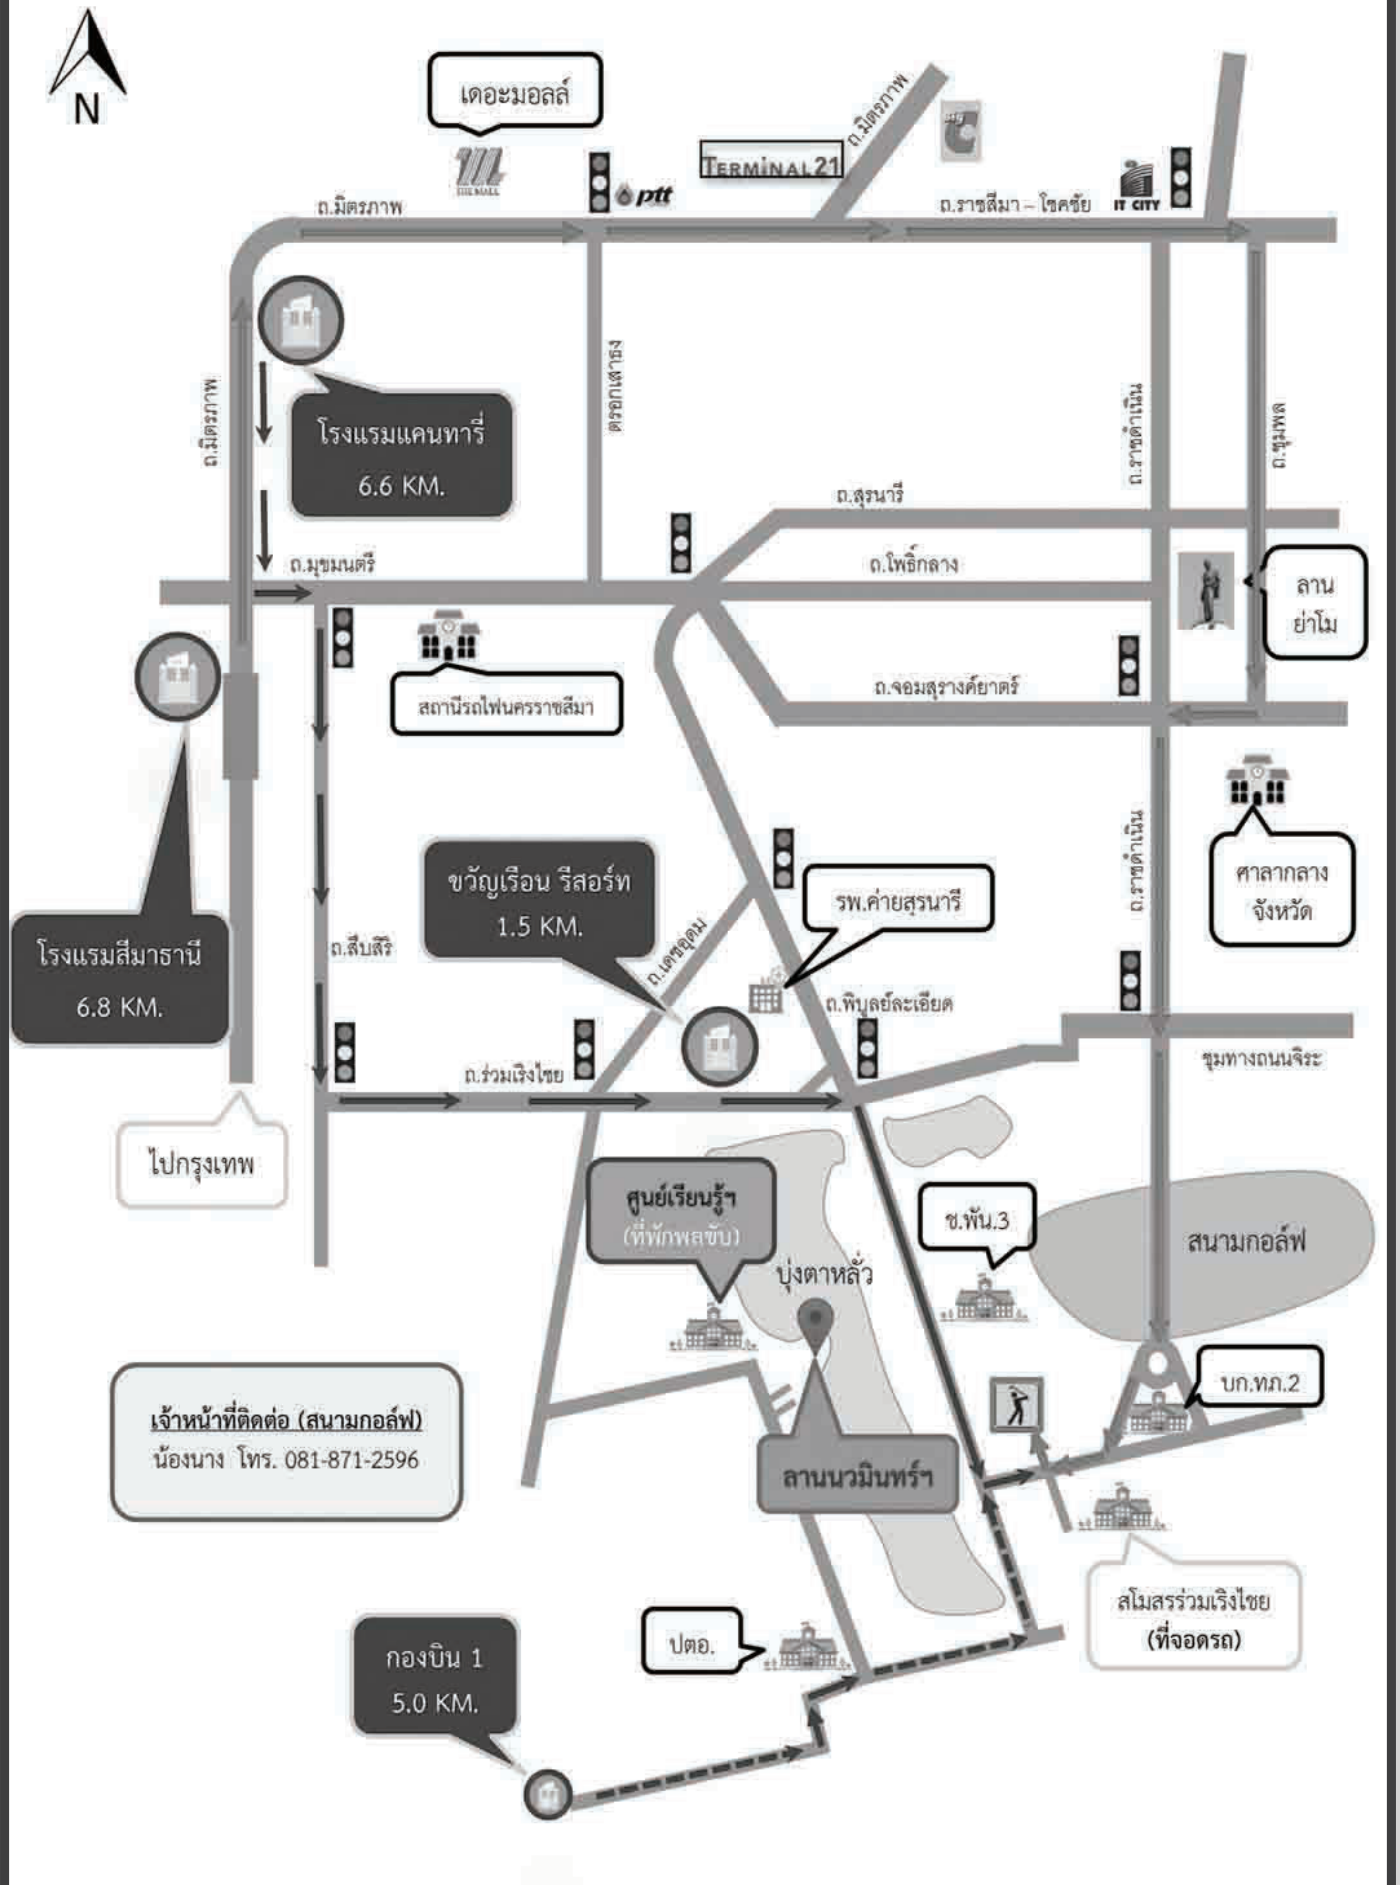 N
เดอะมอลล์
THE MALL
ptt
TERMINAL 21
ถ.มิตรภาพ
BIG
C
IT CITY
ถ.มิตรภาพ
ถ.ราชสีมา – โชคชัย
ถ.มิตรภาพ
โรงแรมแคนทารี่
6.6 KM.
ตรอกเสาธง
ถ.ราชดำเนิน
ถ.ชุมพล
ถ.สุรนารี
ถ.มุขมนตรี
ถ.โพธิ์กลาง
ลาน
ย่าโม
สถานีรถไฟนครราชสีมา
ถ.จอมสุรางค์ยาตร์
ขวัญเรือน รีสอร์ท
1.5 KM.
รพ.ค่ายสุรนารี
ถ.ราชดำเนิน
ศาลากลาง
จังหวัด
โรงแรมสีมาธานี
6.8 KM.
ถ.สืบสิริ
ถ.เดชอุดม
ถ.พิบูลย์ละเอียด
ถ.ร่วมเริงไชย
ชุมทางถนนจิระ
ไปกรุงเทพ
ศูนย์เรียนรู้ฯ
(ที่พักพลขับ)
ช.พัน.3
สนามกอล์ฟ
บุ่งตาหลั่ว
บก.ทภ.2
เจ้าหน้าที่ติดต่อ (สนามกอล์ฟ)
น้องนาง โทร. 081-871-2596
ลานนวมินทร์ฯ
สโมสรร่วมเริงไชย
(ที่จอดรถ)
ปตอ.
กองบิน 1
5.0 KM.